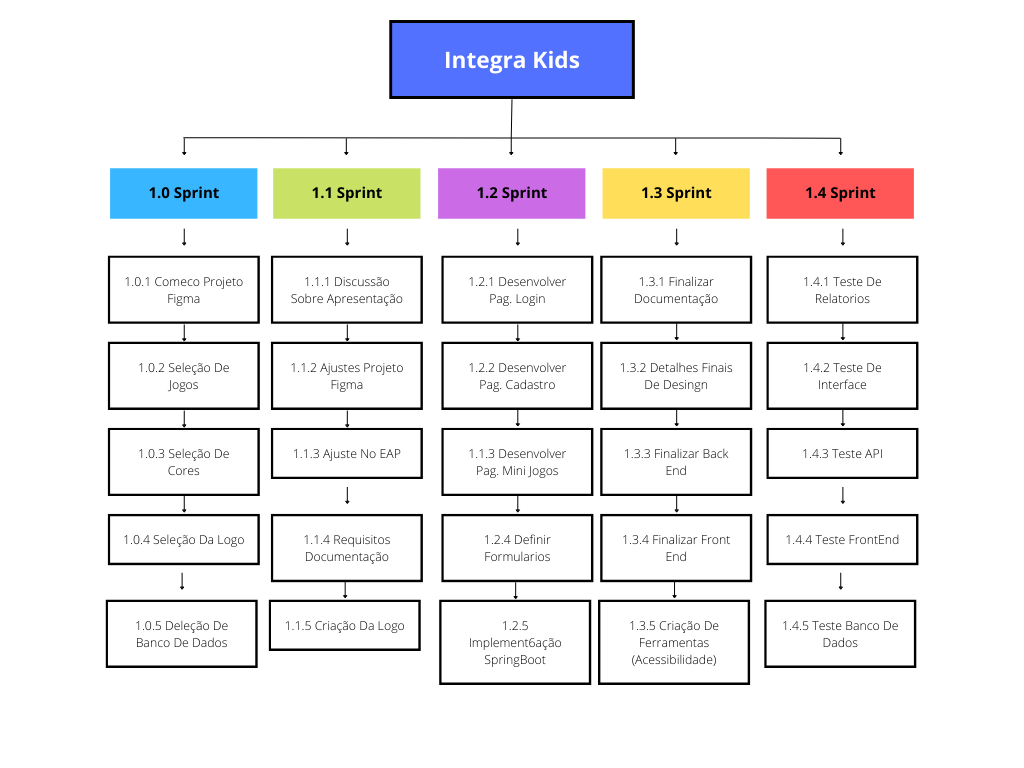 Integra Kids
1.0 Sprint
1.1 Sprint
1.2 Sprint
1.3 Sprint
1.4 Sprint
1.0.1 Comeco Projeto
Figma
1.1.1 Discussão
Sobre Apresentação
1.2.1 Desenvolver
Pag. Login
1.3.1 Finalizar
Documentação
1.4.1 Teste De
Relatorios
1.0.2 Seleção De
Jogos
1.1.2 Ajustes Projeto
Figma
1.2.2 Desenvolver
Pag. Cadastro
1.3.2 Detalhes Finais
De Desingn
1.4.2 Teste De
Interface
1.0.3 Seleção De
Cores
1.1.3 Ajuste No EAP
1.1.3 Desenvolver
Pag. Mini Jogos
1.3.3 Finalizar Back
End
1.4.3 Teste API
1.0.4 Seleção Da Logo
1.1.4 Requisitos
Documentação
1.2.4 Definir
Formularios
1.3.4 Finalizar Front
End
1.4.4 Teste FrontEnd
1.0.5 Deleção De
Banco De Dados
1.1.5 Criação Da Logo
1.2.5
Implement6ação
SpringBoot
1.3.5 Criação De
Ferramentas
(Acessibilidade)
1.4.5 Teste Banco De
Dados